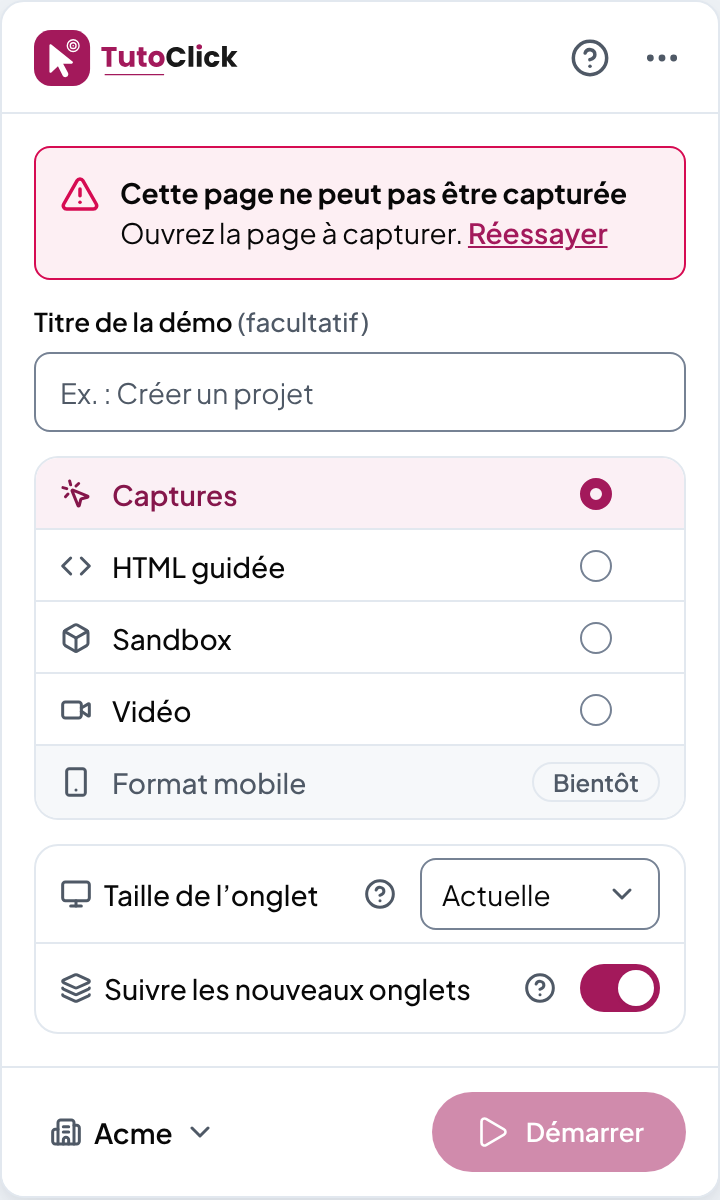 TutoClick
Cette page ne peut pas être capturée
Ouvrez la page à capturer. Réessayer
Titre de la démo (facultatif)
Ex. : Créer un projet
Captures
HTML guidée
Sandbox
Vidéo
Format mobile Bientôt
Taille de l’onglet Actuelle
Suivre les nouveaux onglets
Acme Démarrer